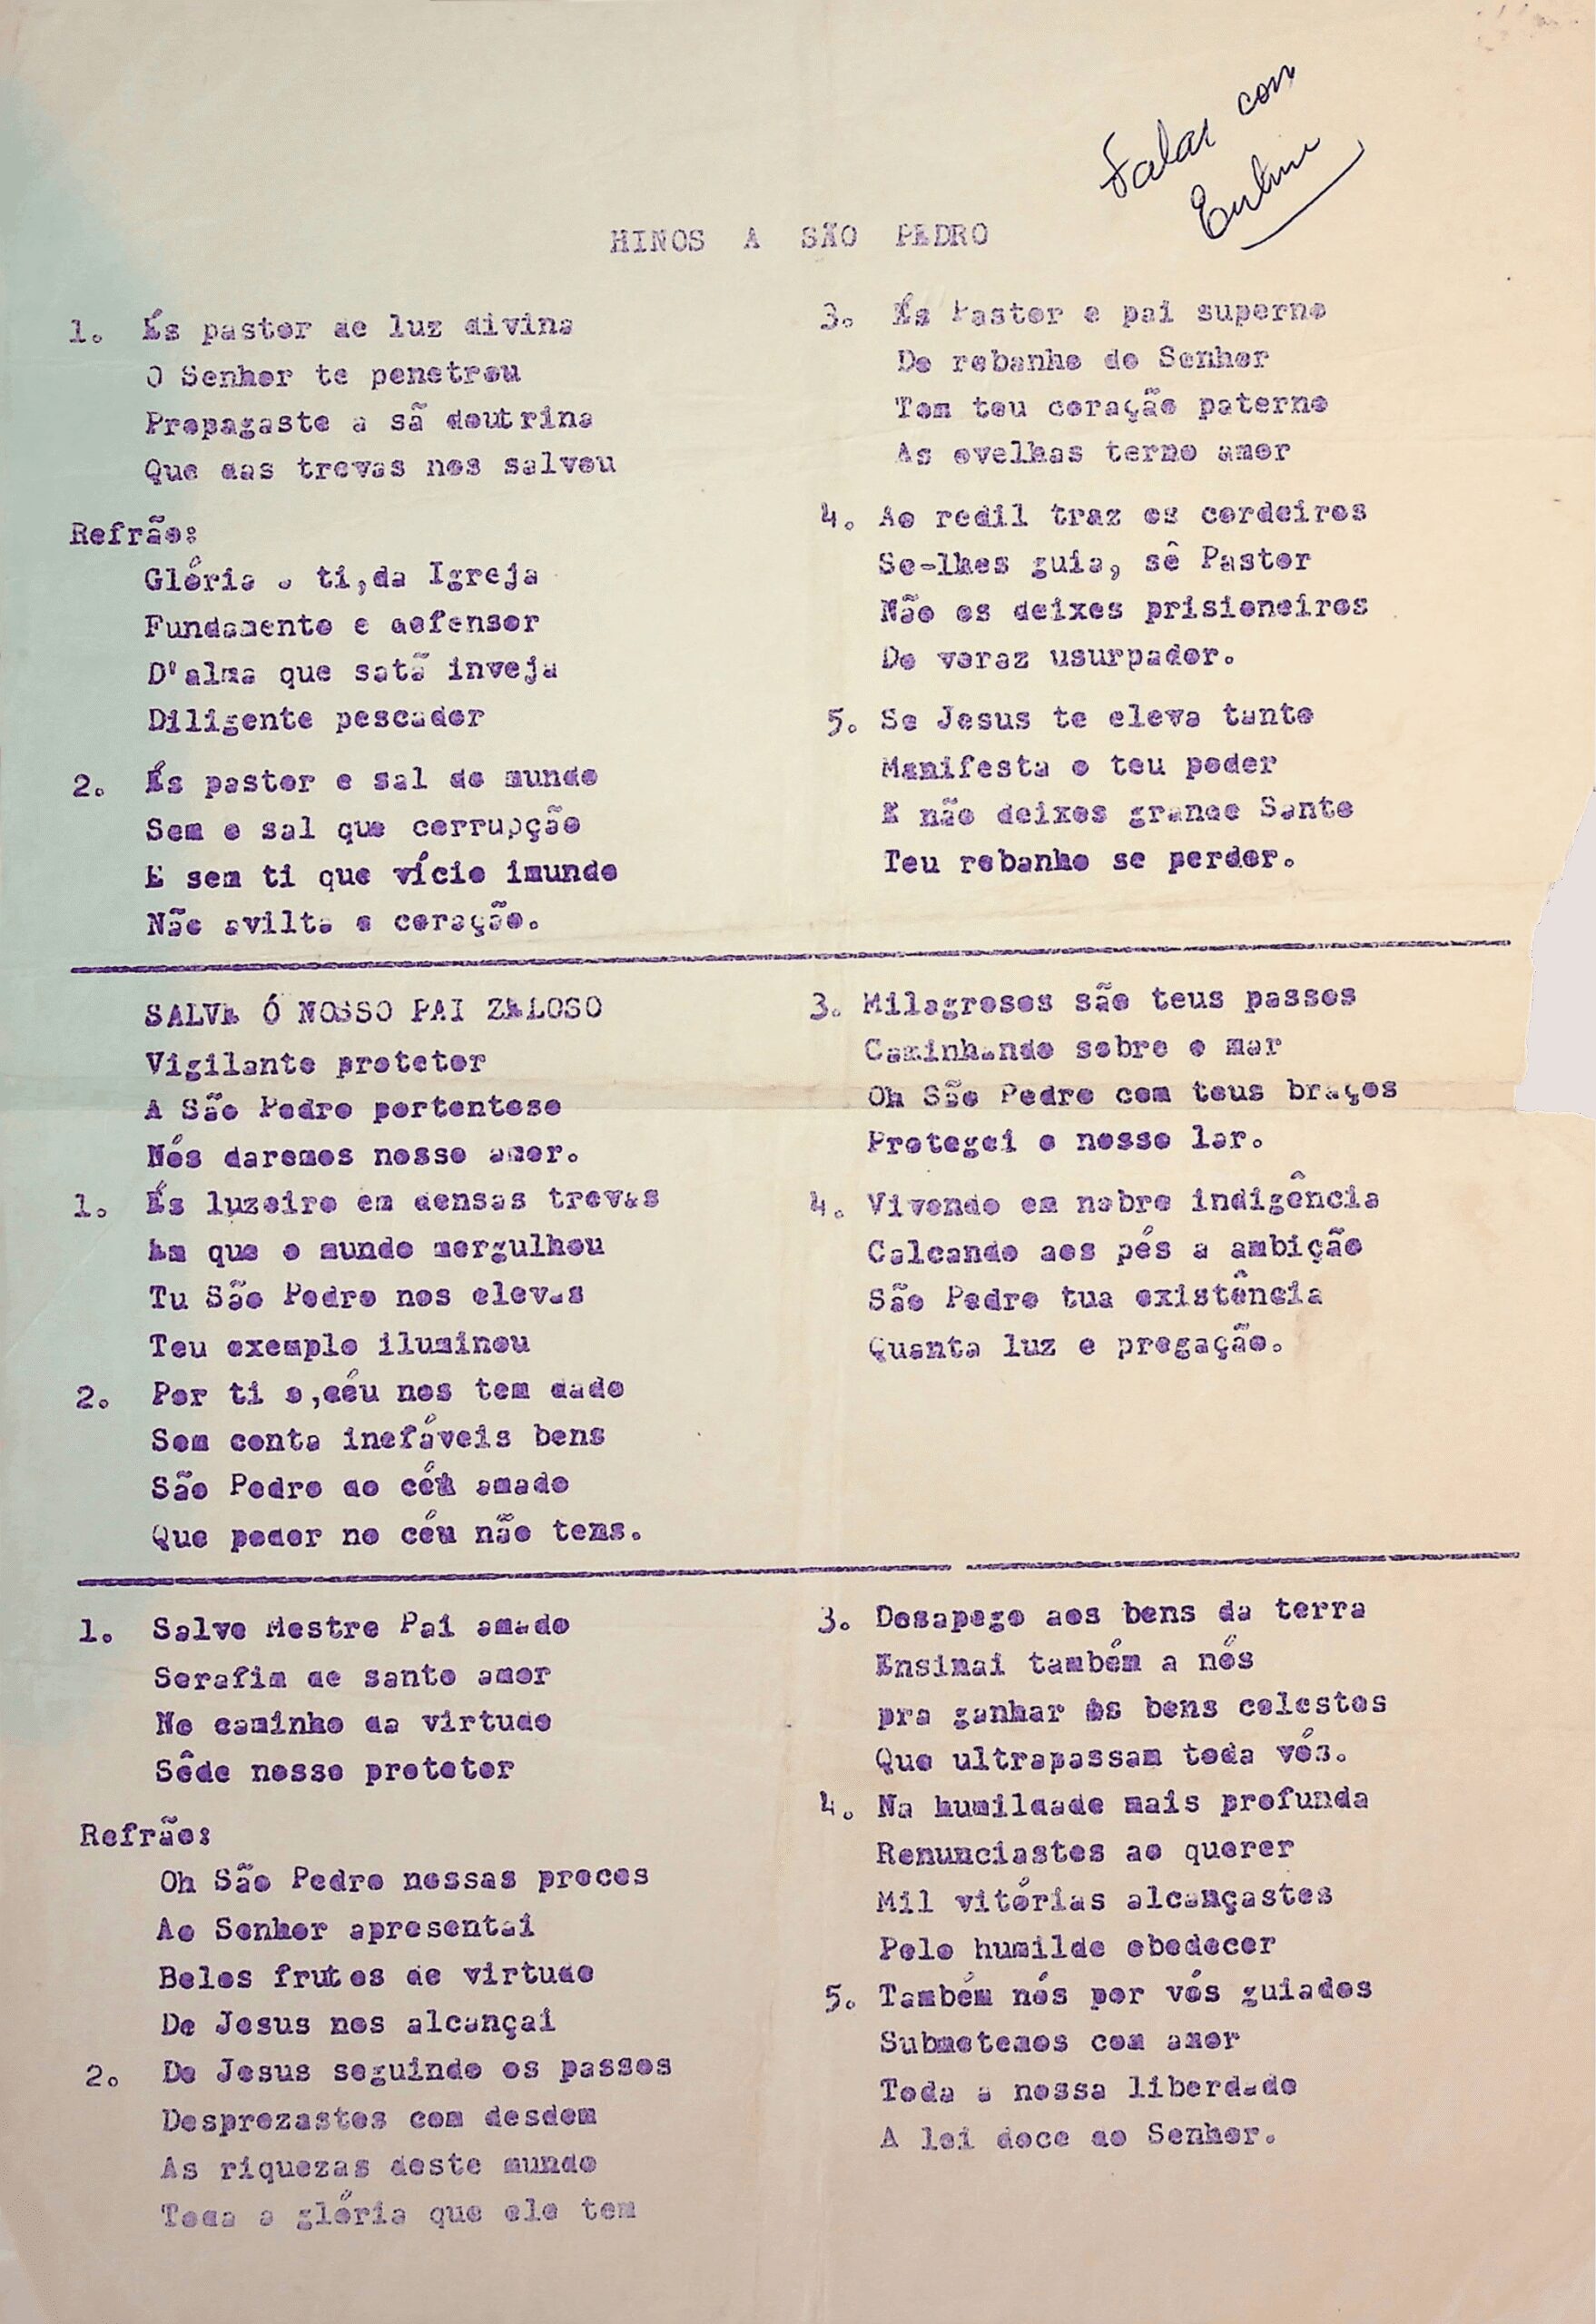 Falar com
HINOS A SÃO PEDRO
1. És pastor de luz divina
O Senhor te penetrou
Propagaste a sã doutrina
Que das trevas nos salvou
Refrão:
Glória a ti,da Igreja
Fundamento e defensor
D'alma que satã inveja
Diligente pescador
2. És pastor e sal do mundo
Sem o sal que corrupção
E sem ti que vício imundo
Não avilta o coração.
3. És Pastor e pai superno
Do rebanho do Senhor
Tem teu coração paterno
As ovelhas terno amor
4. Ao redil traz os cordeiros
Se-lhes guia, sê Pastor
Não os deixes prisioneiros
Do voraz usurpador.
5. Se Jesus te eleva tanto
Manifesta o teu poder
E não deixes grande Santo
Teu rebanho se perder.
SALVE Ó NOSSO PAI ZELOSO
Vigilante protetor
A São Pedro portentoso
Nós daremos nosso amor.
1. És luzeiro em densas trevas
Em que o mundo mergulhou
Tu São Pedro nos elevas
Teu exemplo iluminou
2. Por ti o,céu nos tem dado
Sem conta inefáveis bens
São Pedro do céu amado
Que poder no céu não tens.
3. Milagrosos são teus passos
Caminhando sobre o mar
Oh São Pedro com teus braços
Protegei o nosso lar.
4. Vivendo em nobre indigência
Calcando aos pés a ambição
São Pedro tua existência
Quanta luz e pregação.
1. Salve Mestre Pai amado
Serafim de santo amor
No caminho da virtude
Sêde nosso protetor
Refrão:
Oh São Pedro nossas preces
Ao Senhor apresentai
Belos frutos de virtude
De Jesus nos alcançai
2. De Jesus seguindo os passos
Desprezastes com desdem
As riquezas deste mundo
Toda a glória que ele tem
3. Desapego aos bens da terra
Ensinai também a nós
pra ganhar os bens celestes
Que ultrapassam toda vós.
4. Na humildade mais profunda
Renunciastes ao querer
Mil vitórias alcançastes
Pelo humilde obedecer
5. Também nós por vós guiados
Submetemos com amor
Toda a nossa liberdade
A lei doce do Senhor.